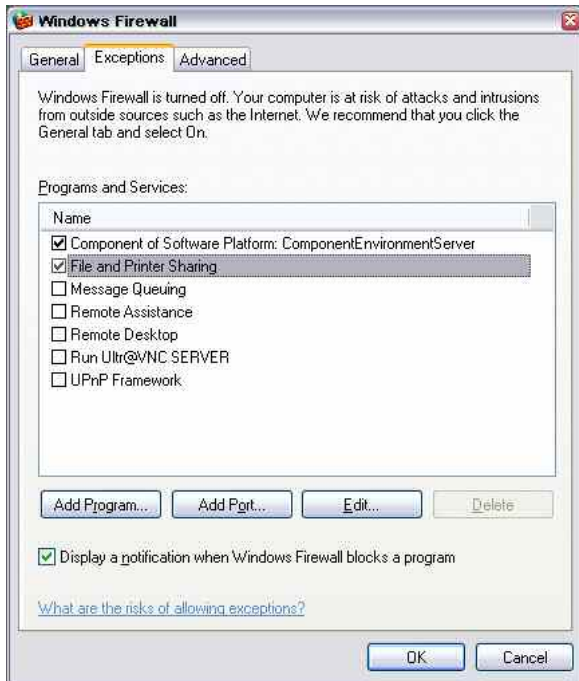 Windows Firewall
General Exceptions Advanced
Windows Firewall is turned off. Your computer is at risk of attacks and intrusions
from outside sources such as the Internet. We recommend that you click the
General tab and select On.
Programs and Services:
Name
Component of Software Platform: ComponentEnvironmentServer
File and Printer Sharing
Message Queuing
Remote Assistance
Remote Desktop
Run Ultr@VNC SERVER
UPnP Framework
Add Program... Add Port... Edit... Delete
Display a notification when Windows Firewall blocks a program
What are the risks of allowing exceptions?
OK Cancel